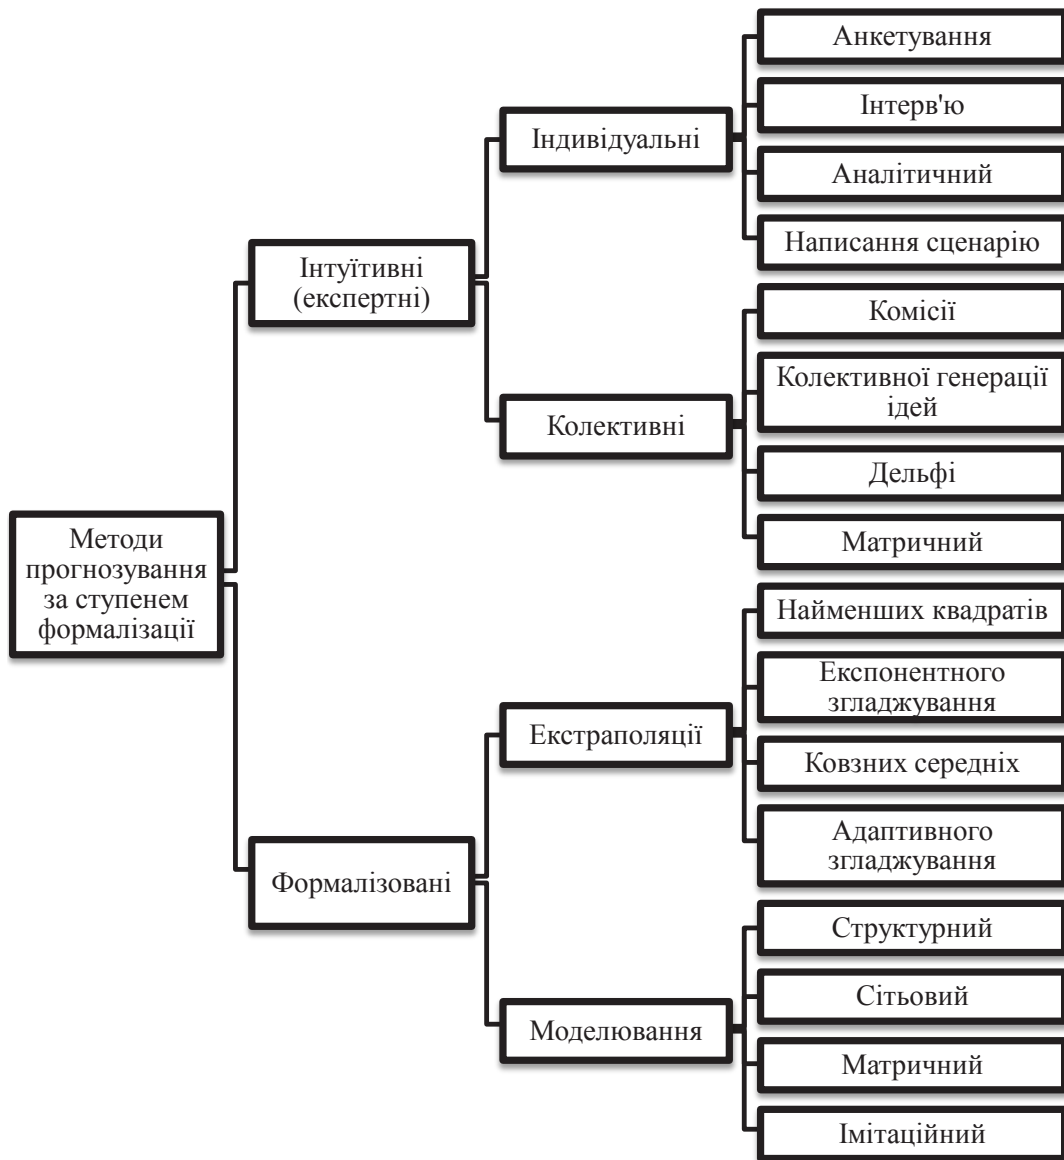 Методи
прогнозування
за ступенем
формалізації
Інтуїтивні
(експертні)
Індивідуальні
Анкетування
Інтерв'ю
Аналітичний
Написання сценарію
Колективні
Комісії
Колективної генерації
ідей
Дельфі
Матричний
Формалізовані
Екстраполяції
Найменших квадратів
Експонентного
згладжування
Ковзних середніх
Адаптивного
згладжування
Моделювання
Структурний
Сітьовий
Матричний
Імітаційний